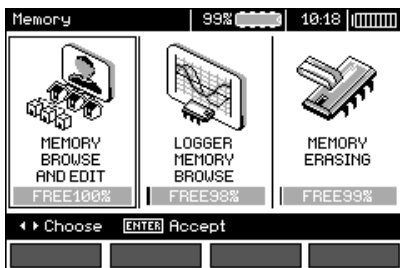 Memory 99% 10:18
MEMORY
BROWSE
AND EDIT
FREE100%
LOGGER
MEMORY
BROWSE
FREE98%
MEMORY
ERASING
FREE99%
Choose ENTER Accept